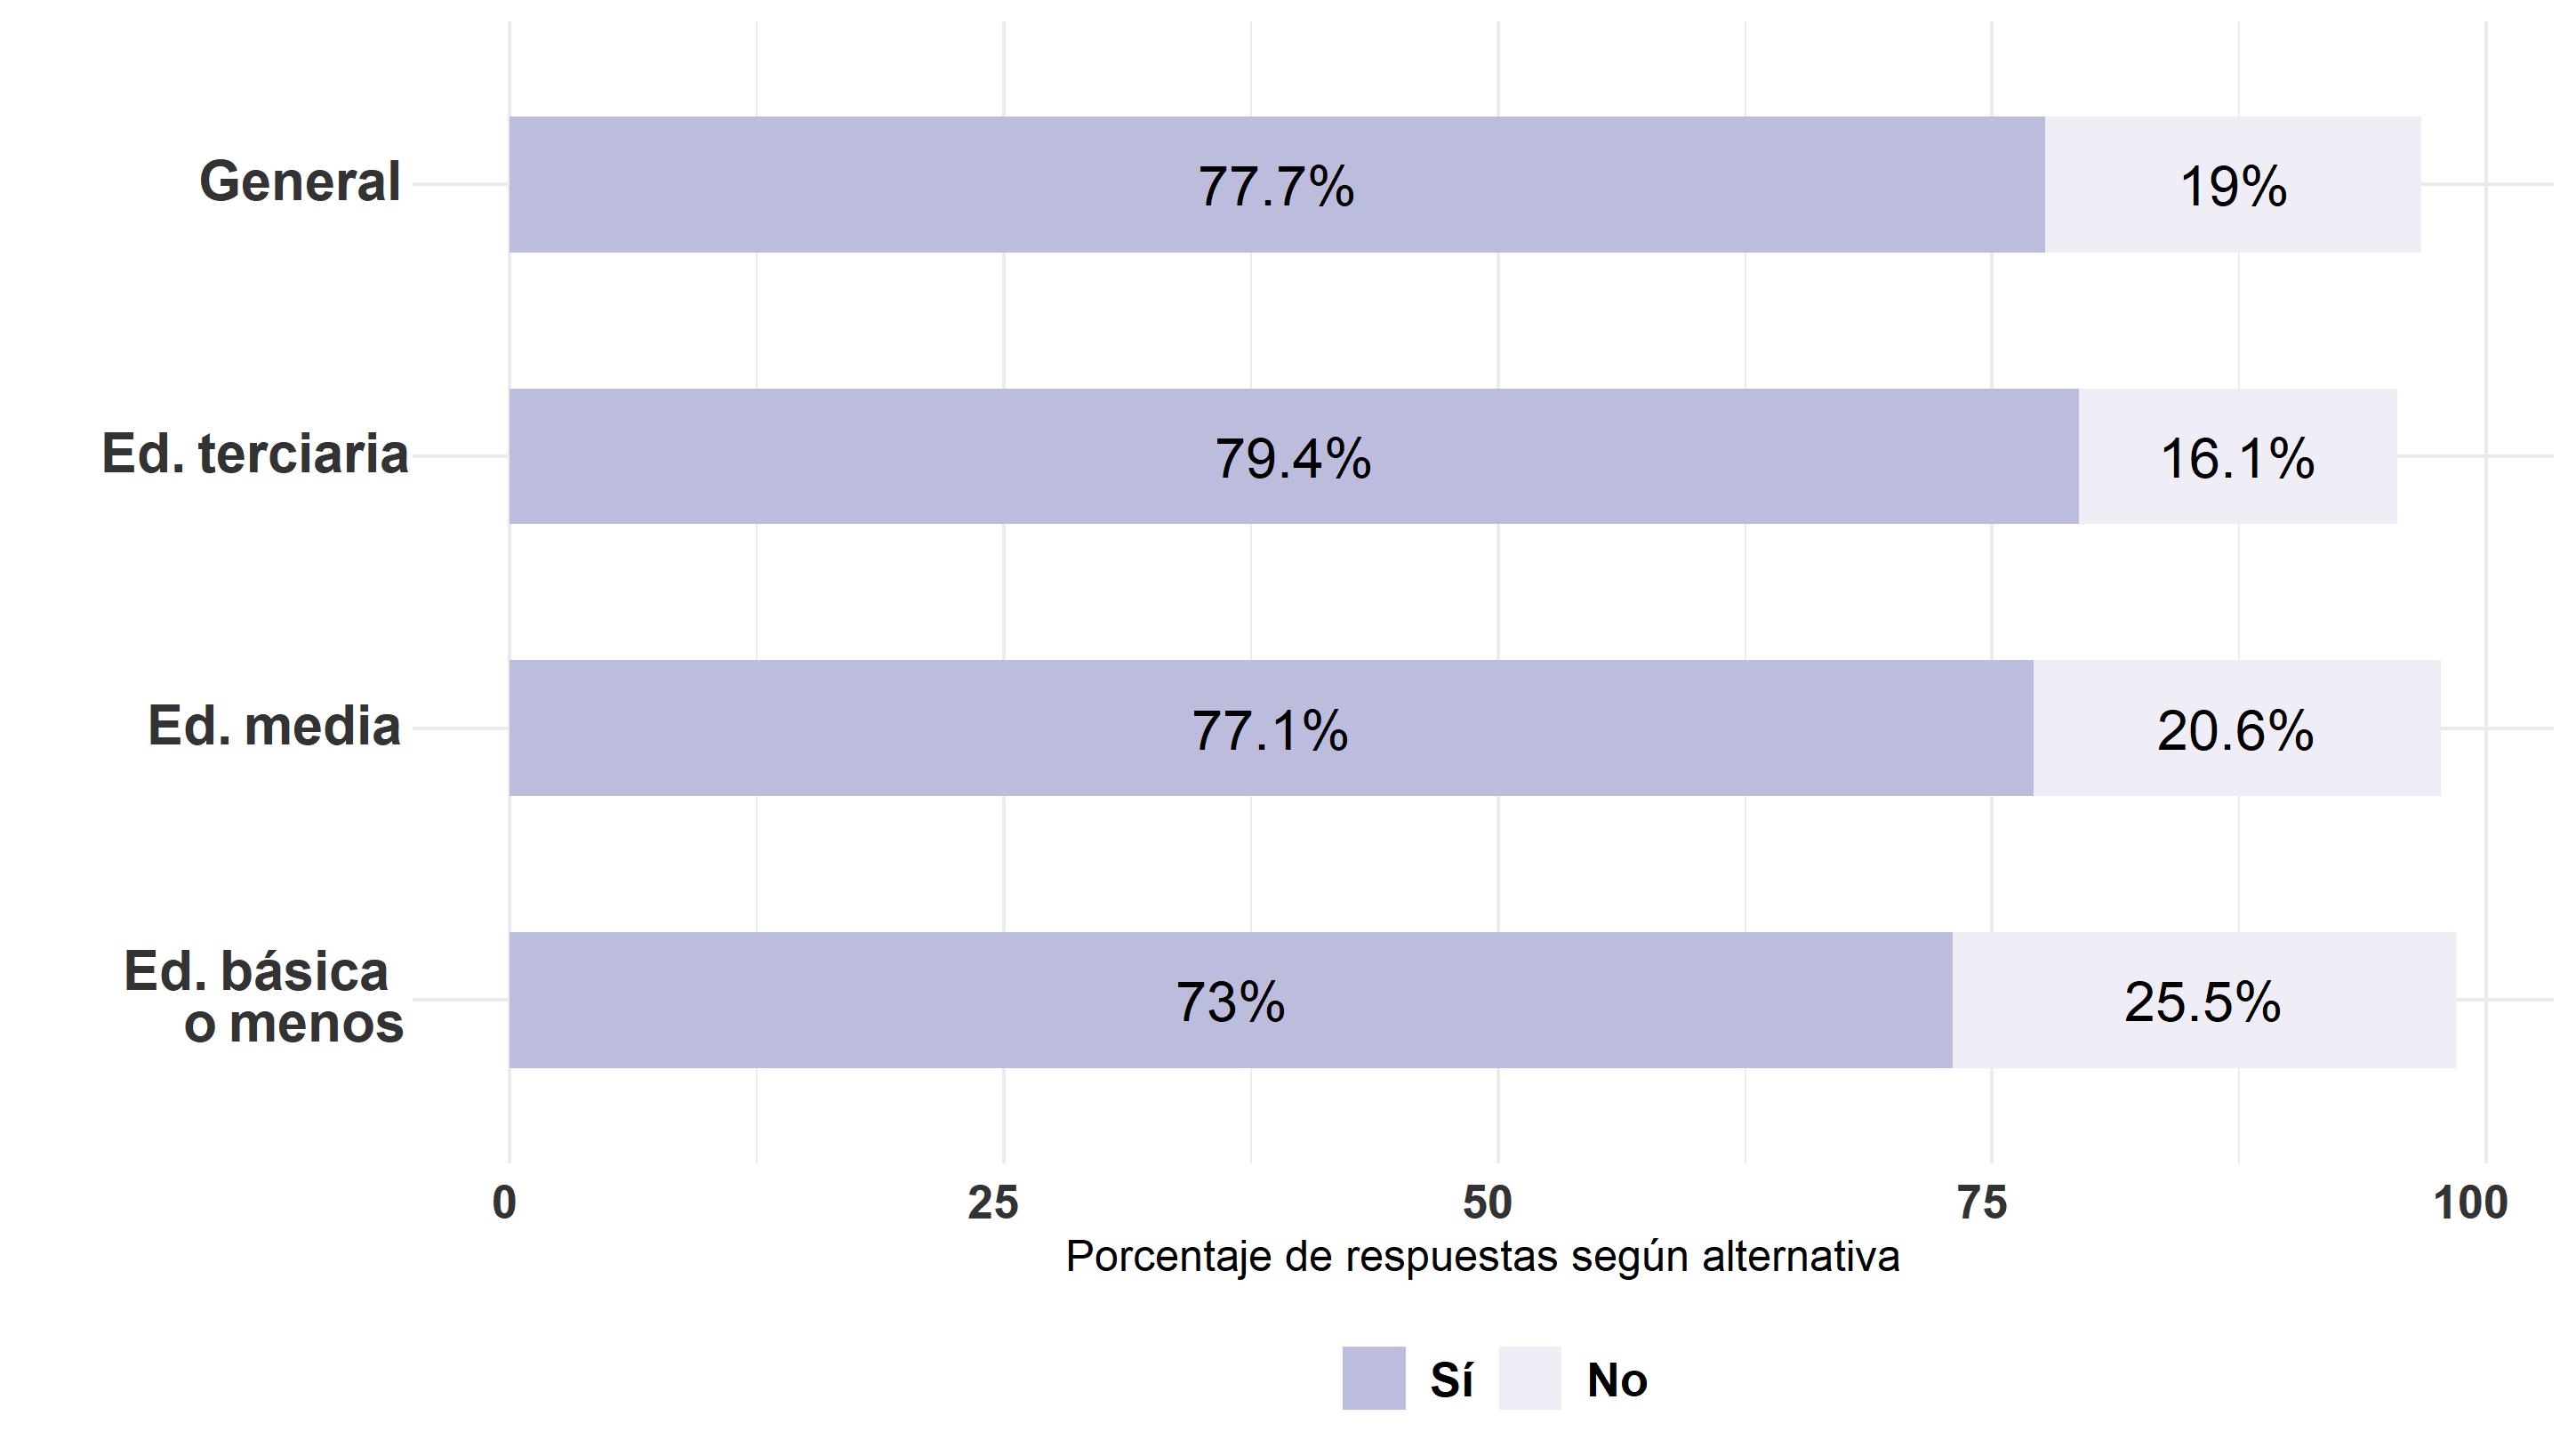 General
77.7%
19%
Ed. terciaria
79.4%
16.1%
Ed. media
77.1%
20.6%
Ed. básica
o menos
73%
25.5%
0
25
50
75
100
Porcentaje de respuestas según alternativa
Sí
No